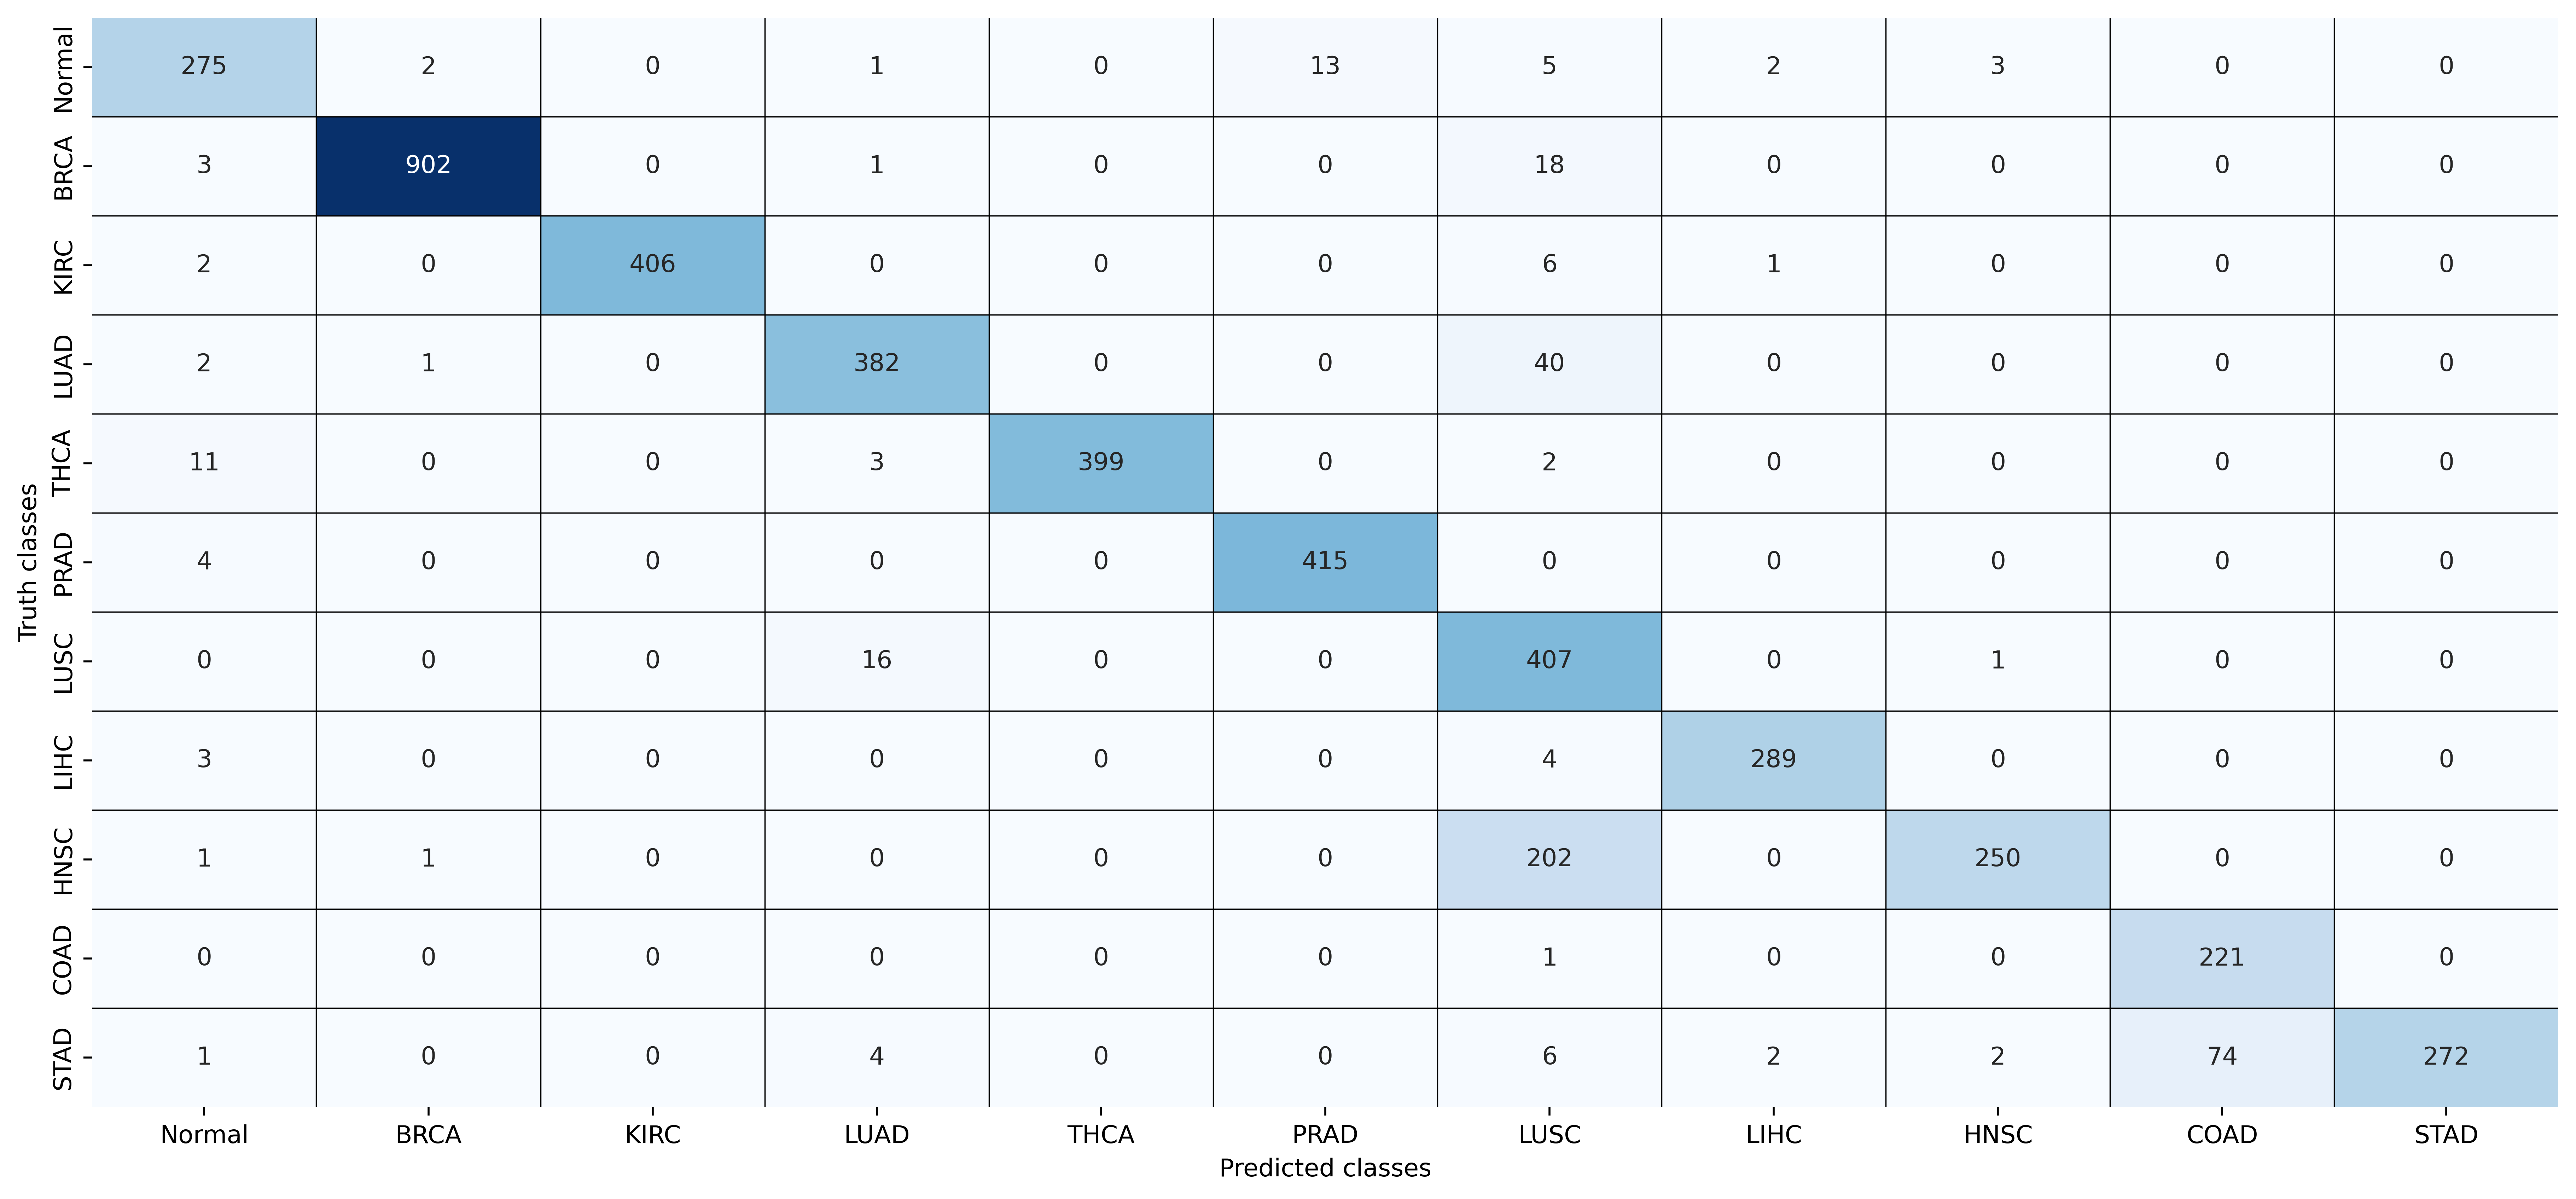 Truth classes
Normal 275 2 0 1 0 13 5 2 3 0 0
BRCA 3 902 0 1 0 0 18 0 0 0 0
KIRC 2 0 406 0 0 0 6 1 0 0 0
LUAD 2 1 0 382 0 0 40 0 0 0 0
THCA 11 0 0 3 399 0 2 0 0 0 0
PRAD 4 0 0 0 0 415 0 0 0 0 0
LUSC 0 0 0 16 0 0 407 0 1 0 0
LIHC 3 0 0 0 0 0 4 289 0 0 0
HNSC 1 1 0 0 0 0 202 0 250 0 0
COAD 0 0 0 0 0 0 1 0 0 221 0
STAD 1 0 0 4 0 0 6 2 2 74 272
Normal BRCA KIRC LUAD THCA PRAD LUSC LIHC HNSC COAD STAD
Predicted classes